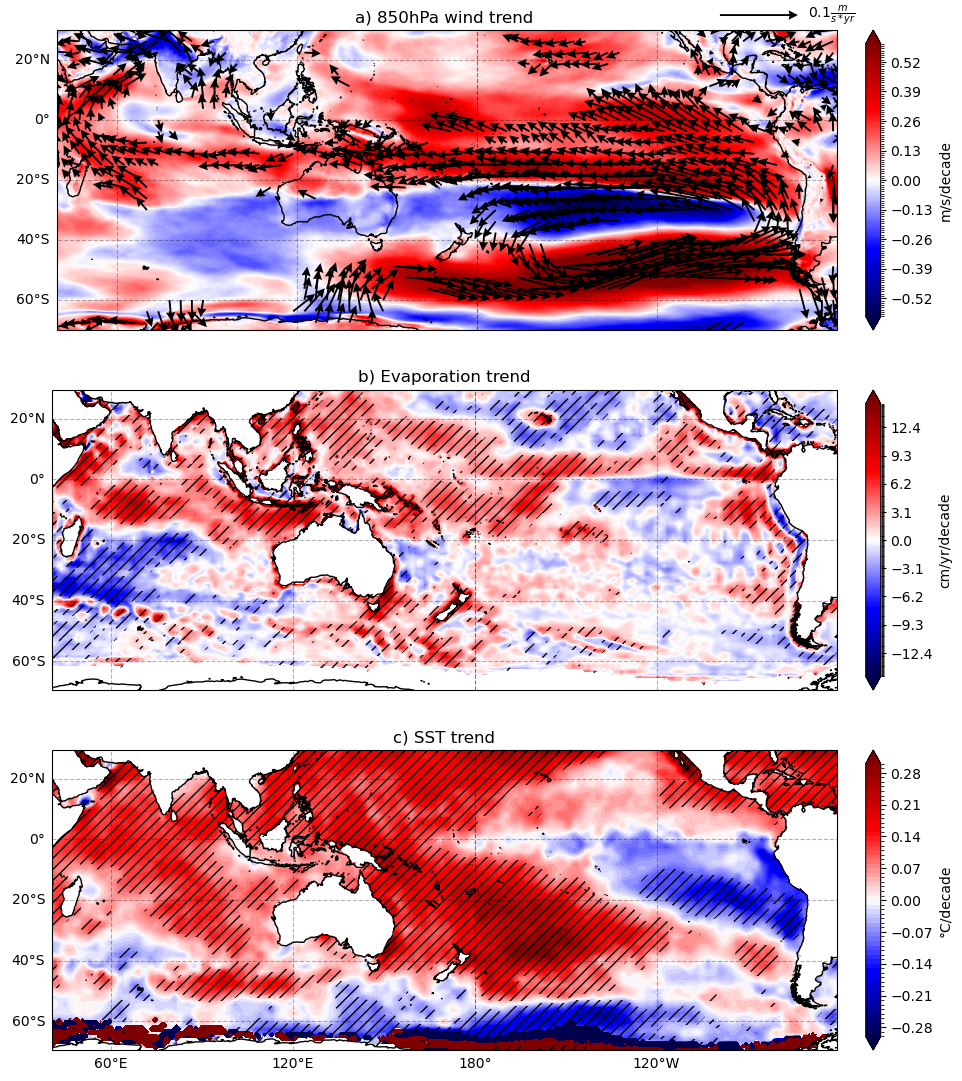 a) 850hPa wind trend
0.1 m/(s*yr)
20°N
0°
20°S
40°S
60°S
0.52
0.39
0.26
0.13
0.00
−0.13
−0.26
−0.39
−0.52
m/s/decade
b) Evaporation trend
20°N
0°
20°S
40°S
60°S
12.4
9.3
6.2
3.1
0.0
−3.1
−6.2
−9.3
−12.4
cm/yr/decade
c) SST trend
20°N
0°
20°S
40°S
60°S
60°E
120°E
180°
120°W
0.28
0.21
0.14
0.07
0.00
−0.07
−0.14
−0.21
−0.28
°C/decade